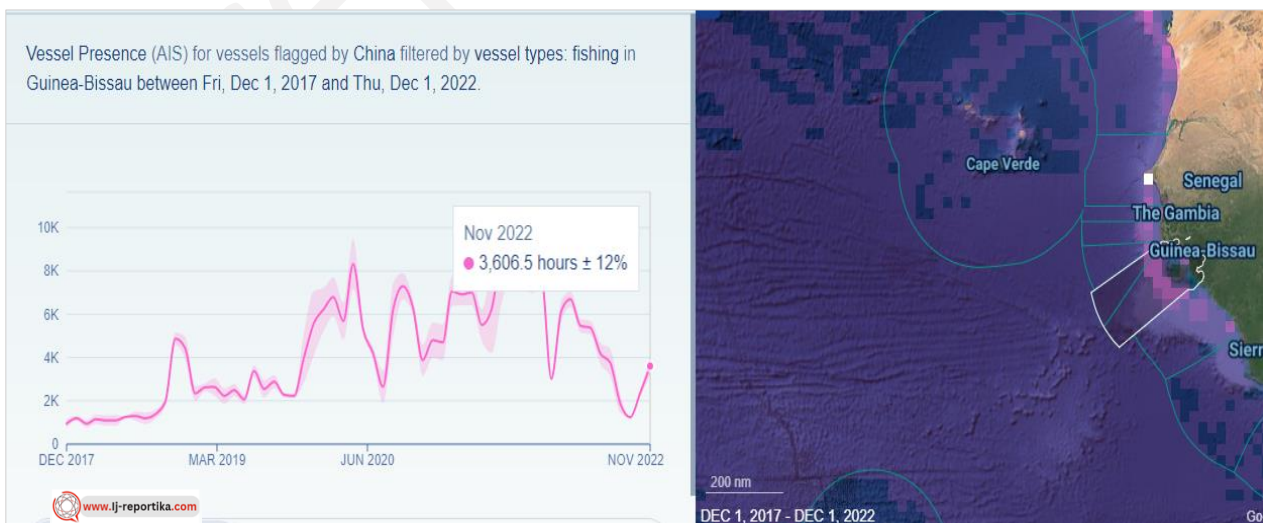 Vessel Presence (AIS) for vessels flagged by China filtered by vessel types: fishing in
Guinea-Bissau between Fri, Dec 1, 2017 and Thu, Dec 1, 2022.
10K
8K
6K
4K
2K
0
DEC 2017
MAR 2019
JUN 2020
NOV 2022
Nov 2022
3,606.5 hours ± 12%
www.lj-reportika.com
Cape Verde
Senegal
The Gambia
Guinea-Bissau
Sierr
200 nm
DEC 1, 2017 - DEC 1, 2022
Go